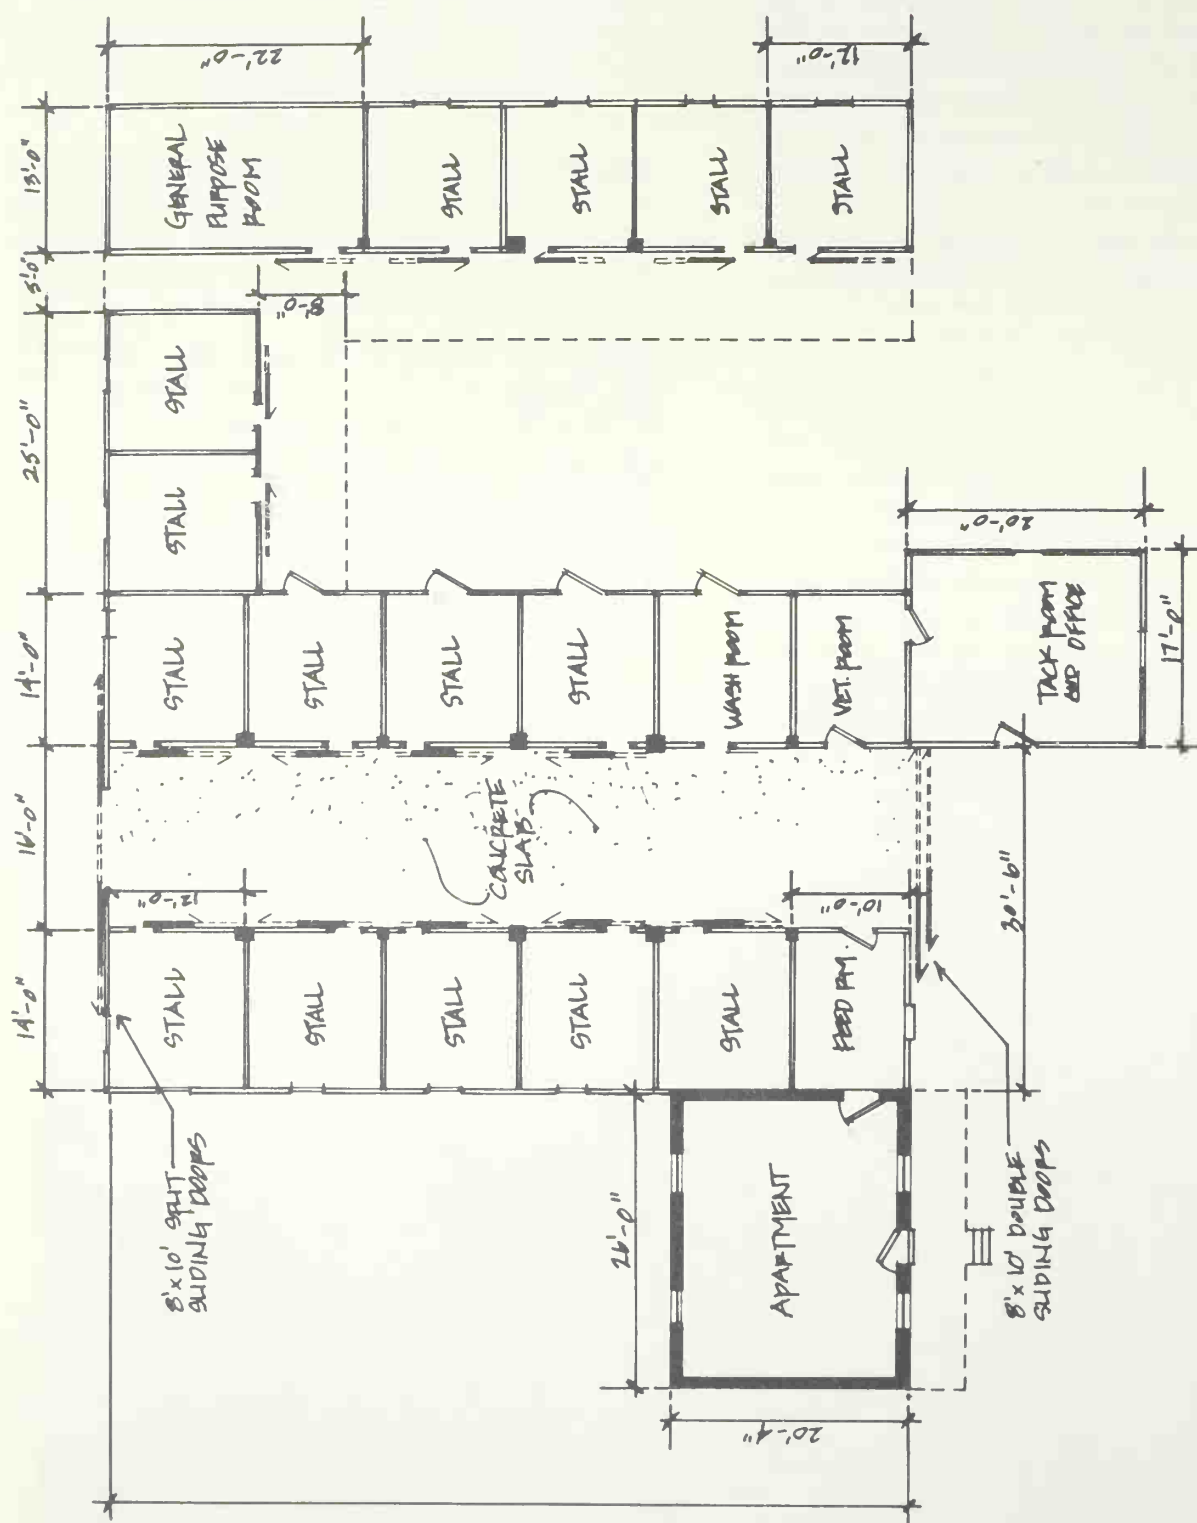 22'-0"
12'-0"
13'-0"
5'-0"
25'-0"
14'-0"
16'-0"
14'-0"
GENERAL
PURPOSE
ROOM
STALL
STALL
STALL
STALL
8'-0"
STALL
STALL
20'-0"
17'-0"
STALL
STALL
STALL
STALL
WASH ROOM
VET. ROOM
TACK ROOM
AND OFFICE
CONCRETE
SLAB
12'-0"
10'-0"
30'-6"
STALL
STALL
STALL
STALL
STALL
FEED RM.
8'x10' SPLIT
SLIDING DOORS
26'-0"
APARTMENT
8'x10' DOUBLE
SLIDING DOORS
20'-4"